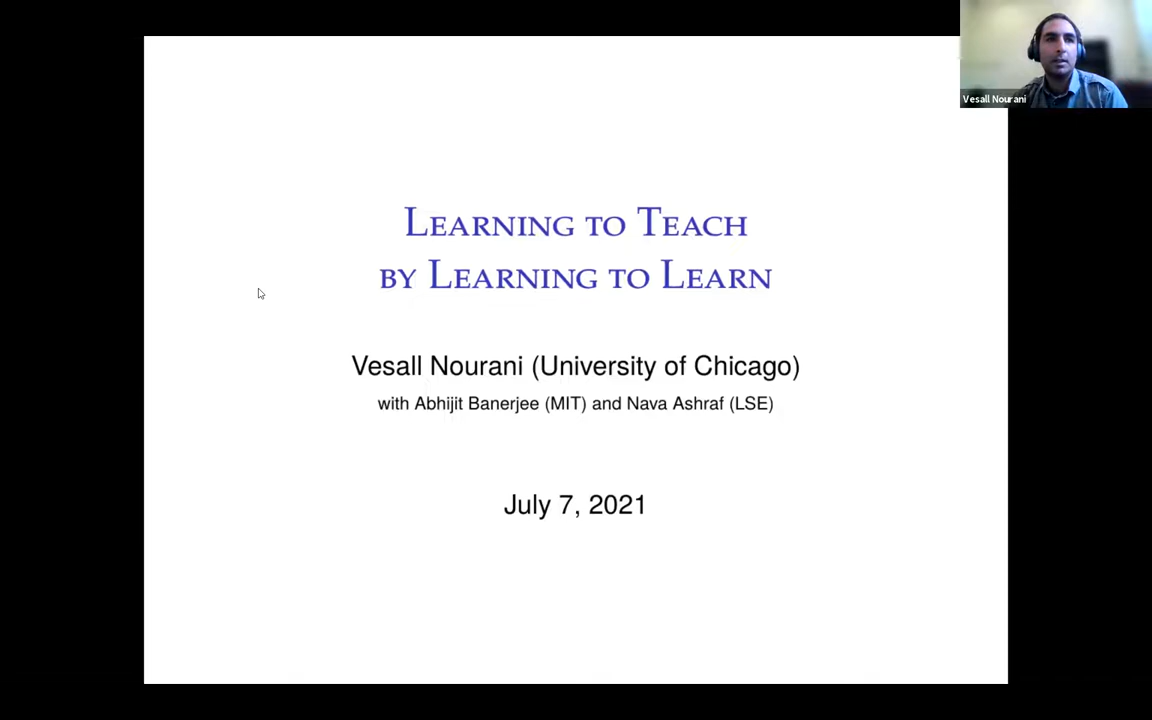 Vesall Nourani
Learning to Teach
by Learning to Learn
Vesall Nourani (University of Chicago)
with Abhijit Banerjee (MIT) and Nava Ashraf (LSE)
July 7, 2021